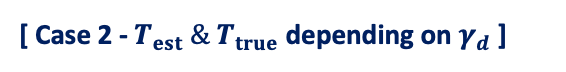 [ Case 2 - T_est & T_true depending on γ_d ]